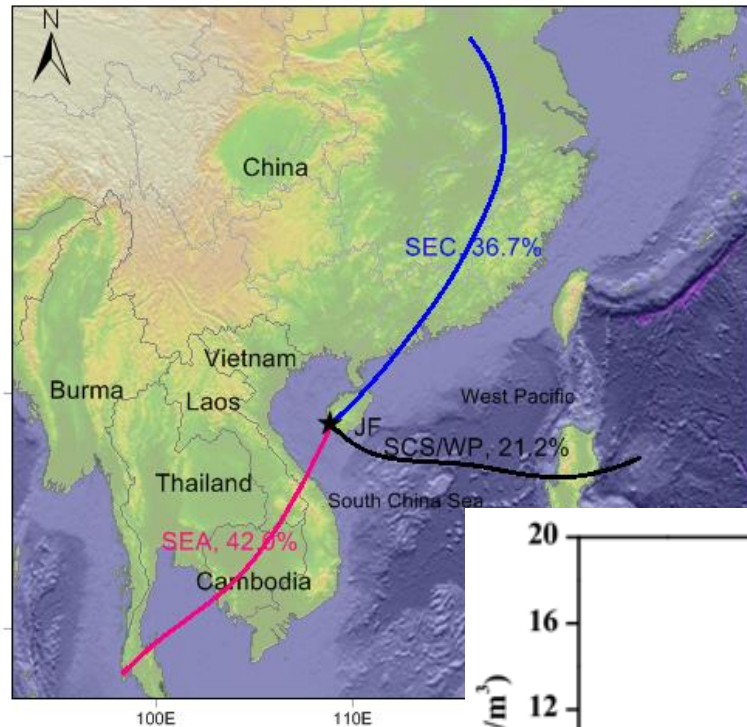 N
China
SEC, 36.7%
Vietnam
Burma
Laos
West Pacific
JF
SCS/WP, 21.2%
Thailand
South China Sea
SEA, 42.0%
Cambodia
20
16
12
/m³)
100E
110E